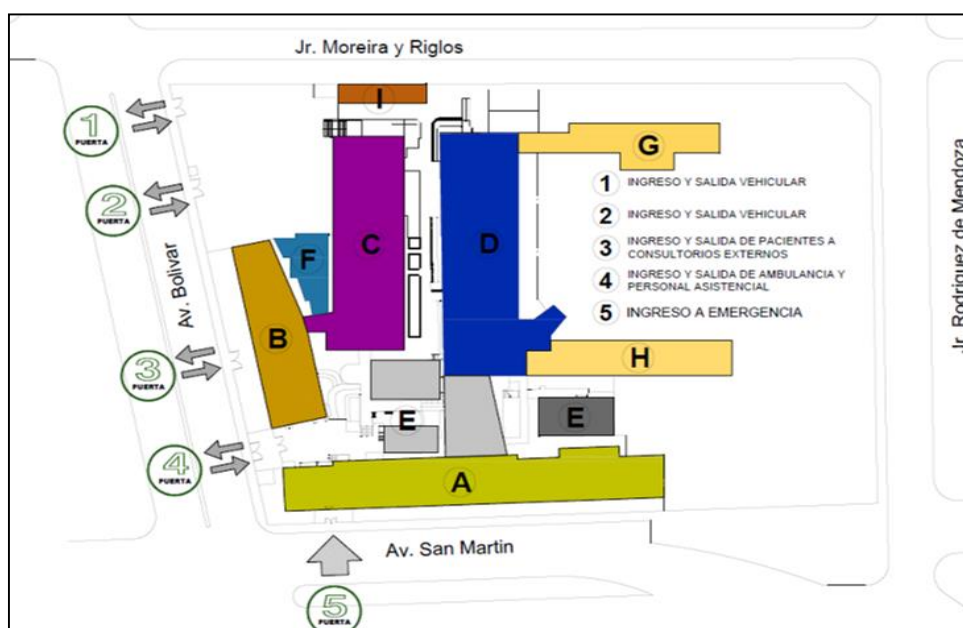 Jr. Moreira y Riglos
I
1
PUERTA
G
1 INGRESO Y SALIDA VEHICULAR
2
PUERTA
2 INGRESO Y SALIDA VEHICULAR
C
D
F
3 INGRESO Y SALIDA DE PACIENTES A
CONSULTORIOS EXTERNOS
4 INGRESO Y SALIDA DE AMBULANCIA Y
PERSONAL ASISTENCIAL
5 INGRESO A EMERGENCIA
Av. Bolivar
Jr. Rodriguez de Mendoza
B
H
3
PUERTA
E
E
4
PUERTA
A
Av. San Martin
5
PUERTA